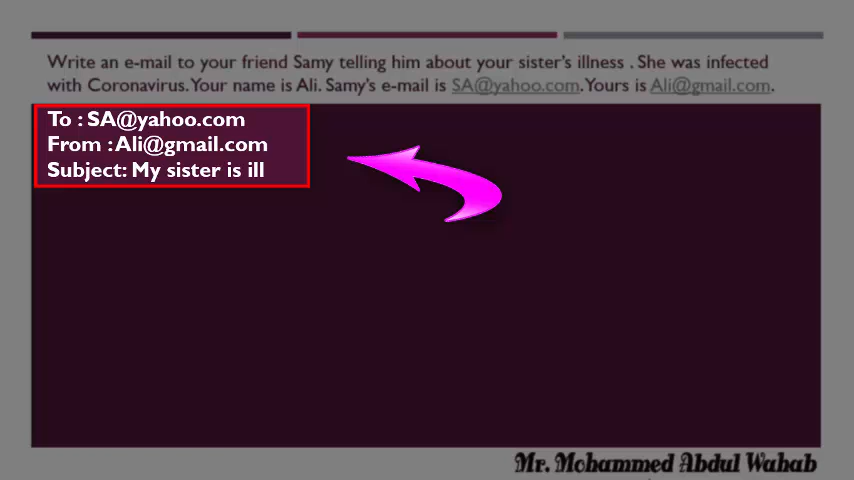 Write an e-mail to your friend Samy telling him about your sister's illness . She was infected
with Coronavirus. Your name is Ali. Samy's e-mail is SA@yahoo.com. Yours is Ali@gmail.com.
To : SA@yahoo.com
From : Ali@gmail.com
Subject: My sister is ill
Mr. Mohammed Abdul Wahab